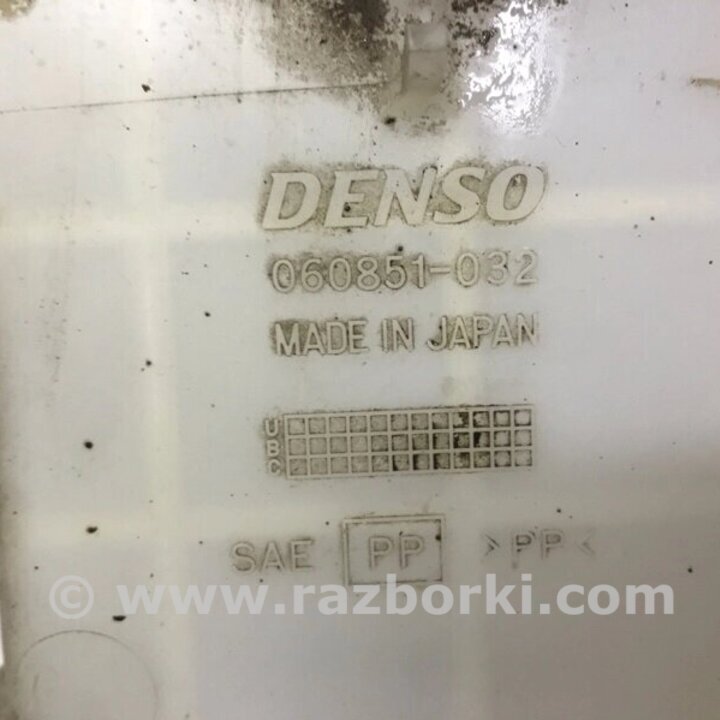 DENSO
060851-032
MADE IN JAPAN
U
B
C
SAE PP >PP<
© www.razborki.com